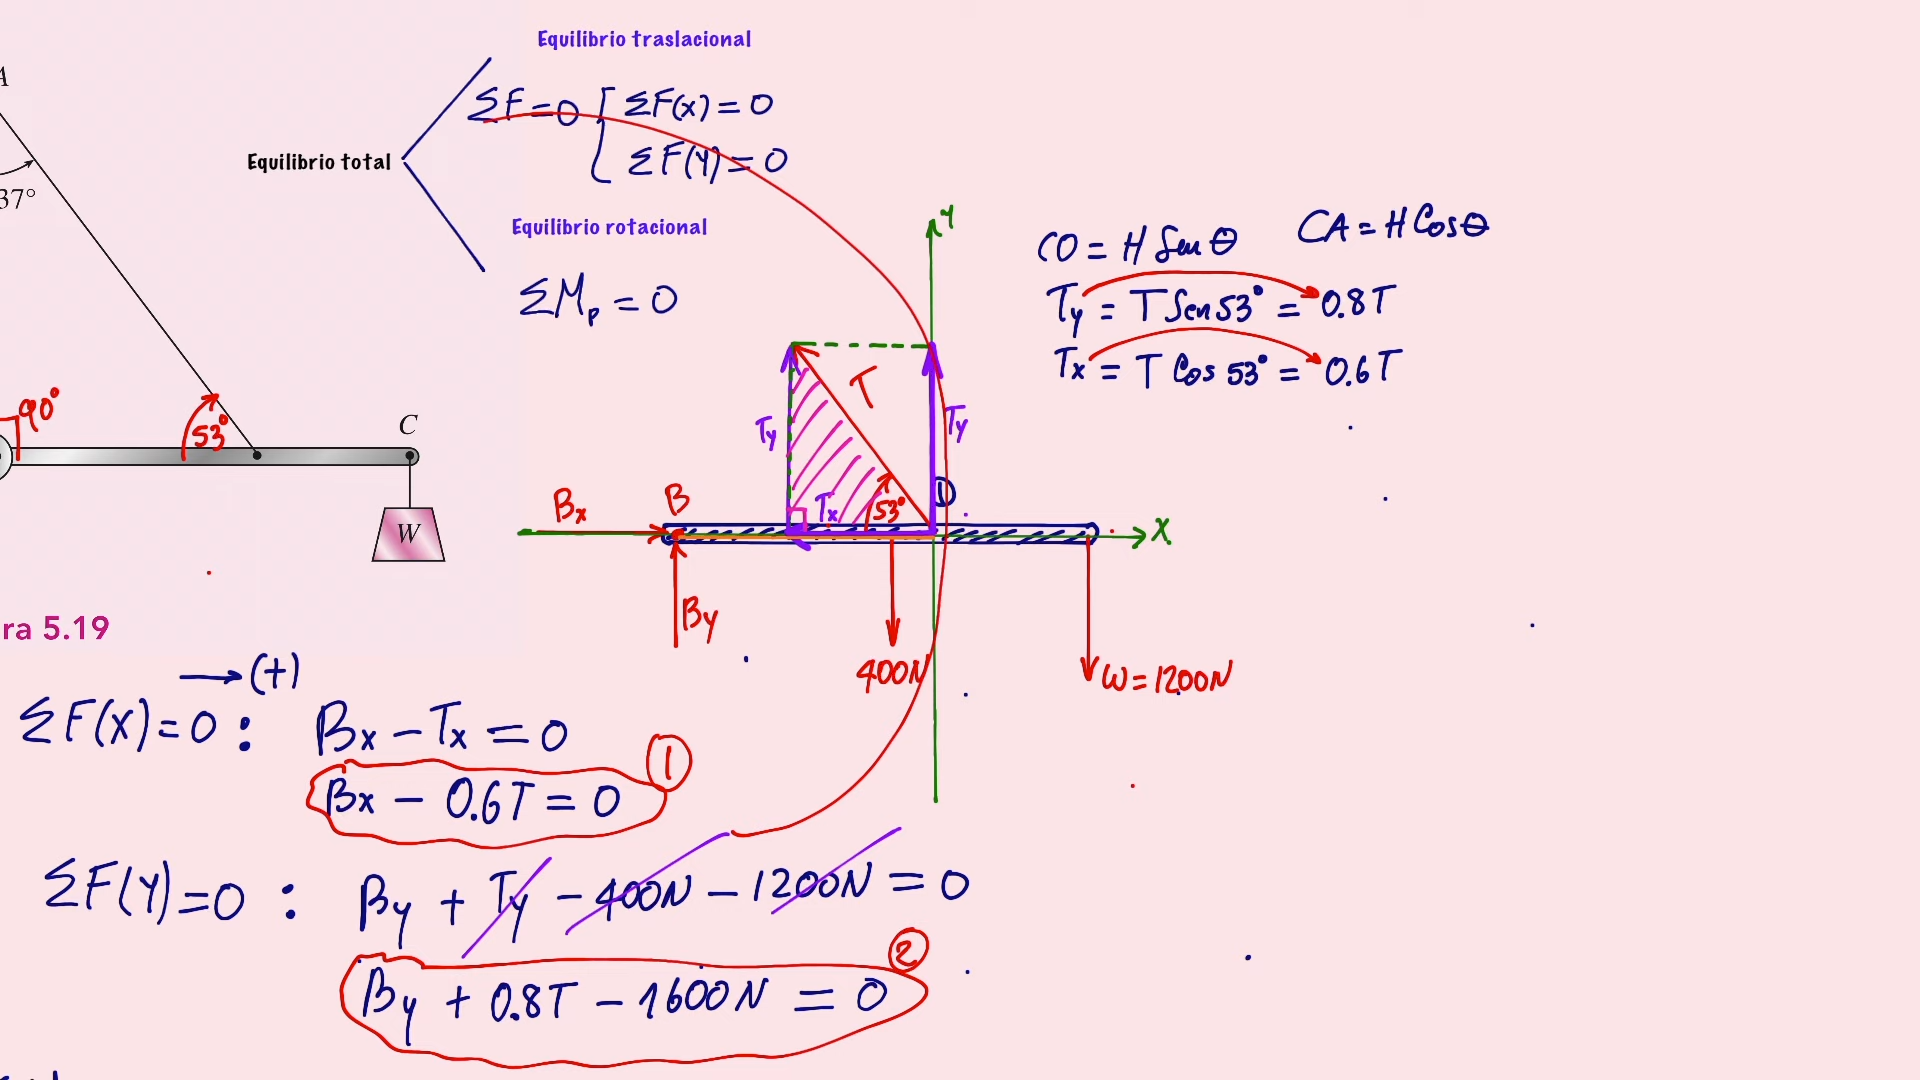 Equilibrio traslacional
A
ΣF=0 { ΣF(x) = 0
ΣF(Y) = 0
Equilibrio total
37°
Equilibrio rotacional
ΣM_p = 0
Y
CO = H Sen θ
CA = H Cos θ
Ty = T Sen 53° = 0.8T
Tx = T Cos 53° = 0.6T
90°
53°
C
W
T
Ty
Ty
Tx
53°
D
Bx
B
X
By
400N
W = 1200N
ra 5.19
(+)
ΣF(X) = 0 : Bx - Tx = 0
Bx - 0.6T = 0
1
ΣF(Y) = 0 : By + Ty - 400N - 1200N = 0
By + 0.8T - 1600N = 0
2